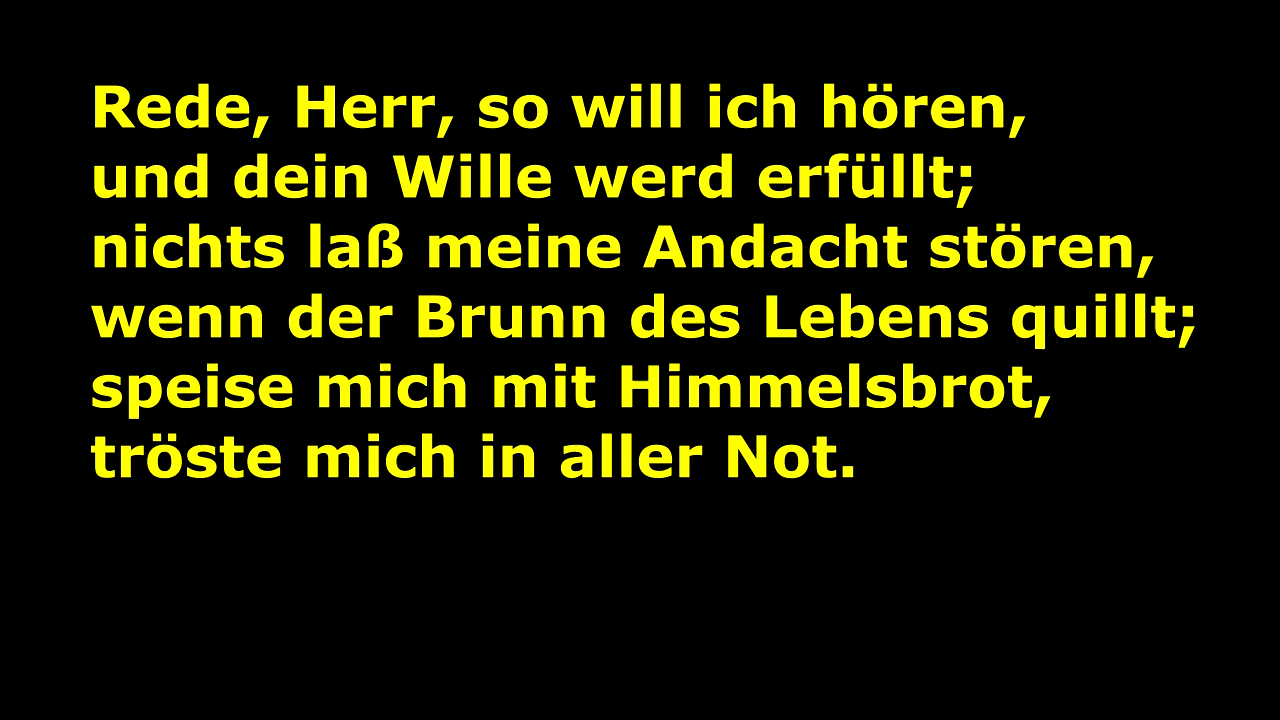 Rede, Herr, so will ich hören,
und dein Wille werd erfüllt;
nichts laß meine Andacht stören,
wenn der Brunn des Lebens quillt;
speise mich mit Himmelsbrot,
tröste mich in aller Not.